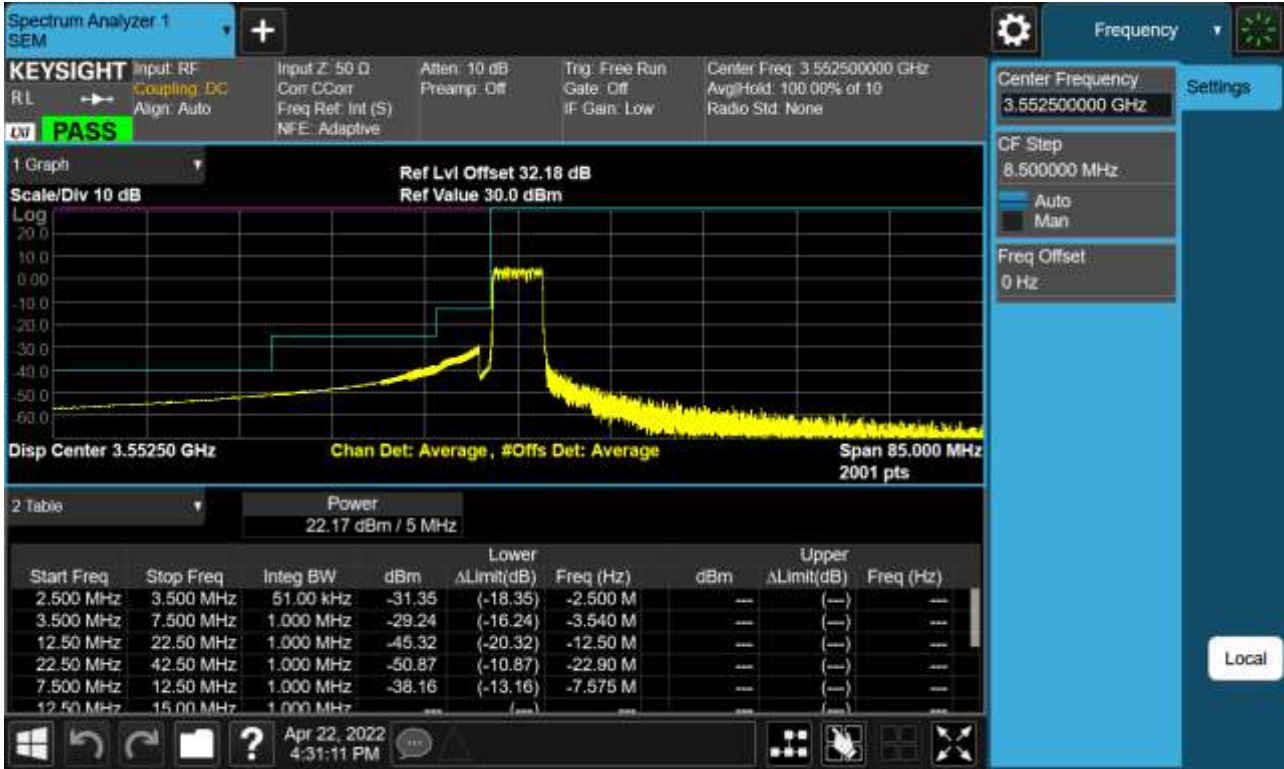 Spectrum Analyzer 1
SEM
+
Frequency
KEYSIGHT
RL
LXI
PASS
Input: RF
Coupling: DC
Align: Auto
Input Z: 50 Ω
Corr CCorr
Freq Ref: Int (S)
NFE: Adaptive
Atten: 10 dB
Preamp: Off
Trig: Free Run
Gate: Off
IF Gain: Low
Center Freq: 3.552500000 GHz
Avg|Hold: 100.00% of 10
Radio Std: None
Center Frequency
3.552500000 GHz
Settings
CF Step
8.500000 MHz
Auto
Man
Freq Offset
0 Hz
Local
1 Graph
Scale/Div 10 dB
Ref Lvl Offset 32.18 dB
Ref Value 30.0 dBm
Log
20.0
10.0
0.00
-10.0
-20.0
-30.0
-40.0
-50.0
-60.0
Disp Center 3.55250 GHz
Chan Det: Average, #Offs Det: Average
Span 85.000 MHz
2001 pts
2 Table
Power
22.17 dBm / 5 MHz
Lower Upper
Start Freq Stop Freq Integ BW dBm ΔLimit(dB) Freq (Hz) dBm ΔLimit(dB) Freq (Hz)
2.500 MHz 3.500 MHz 51.00 kHz -31.35 (-18.35) -2.500 M --- (---) ---
3.500 MHz 7.500 MHz 1.000 MHz -29.24 (-16.24) -3.540 M --- (---) ---
12.50 MHz 22.50 MHz 1.000 MHz -45.32 (-20.32) -12.50 M --- (---) ---
22.50 MHz 42.50 MHz 1.000 MHz -50.87 (-10.87) -22.90 M --- (---) ---
7.500 MHz 12.50 MHz 1.000 MHz -38.16 (-13.16) -7.575 M --- (---) ---
12.50 MHz 15.00 MHz 1.000 MHz --- (---) --- --- (---) ---
?
Apr 22, 2022
4:31:11 PM